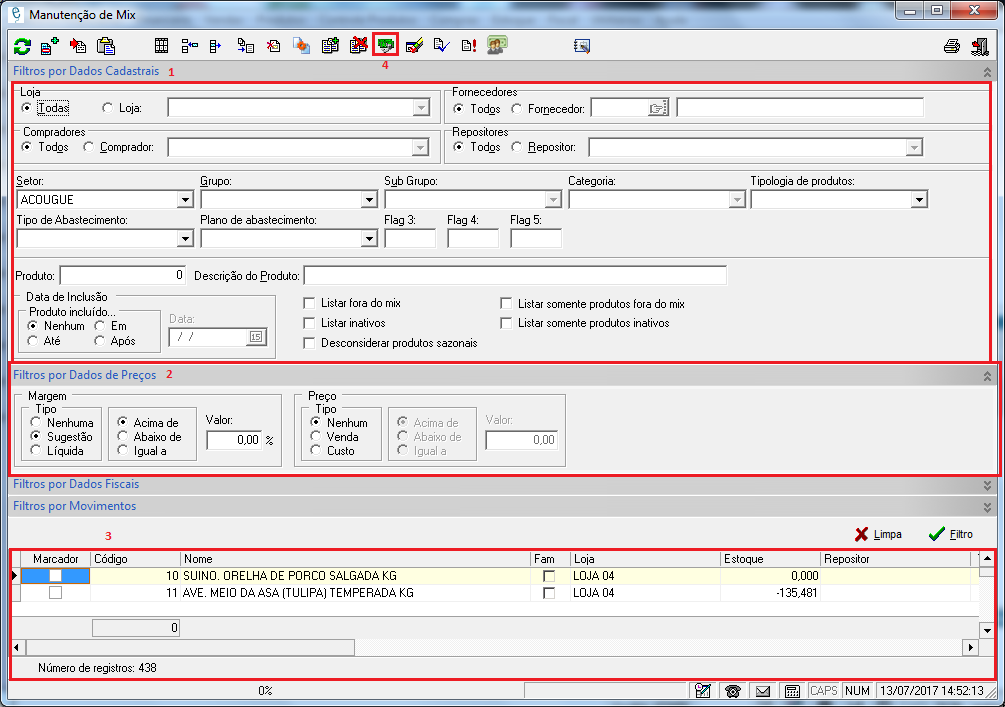 Manutenção de Mix
4
Filtros por Dados Cadastrais 1
Loja Fornecedores
Todas Loja: Todos Fornecedor:
Compradores Repositores
Todos Comprador: Todos Repositor:
Setor: Grupo: Sub Grupo: Categoria: Tipologia de produtos:
ACOUGUE
Tipo de Abastecimento: Plano de abastecimento: Flag 3: Flag 4: Flag 5:
Produto: 0 Descrição do Produto:
Data de Inclusão Listar fora do mix Listar somente produtos fora do mix
Produto incluído... Data:
Nenhum Em Listar inativos Listar somente produtos inativos
Até Após / / 15 Desconsiderar produtos sazonais
Filtros por Dados de Preços 2
Margem Preço
Tipo Valor: Tipo Valor:
Nenhuma Acima de Nenhum Acima de
Sugestão Abaixo de 0,00 % Venda Abaixo de 0,00
Líquida Igual a Custo Igual a
Filtros por Dados Fiscais
Filtros por Movimentos
3 Limpa Filtro
Marcador Código Nome Fam Loja Estoque Repositor
10 SUINO. ORELHA DE PORCO SALGADA KG LOJA 04 0,000
11 AVE. MEIO DA ASA (TULIPA) TEMPERADA KG LOJA 04 -135,481
0
Número de registros: 438
0% CAPS NUM 13/07/2017 14:52:13